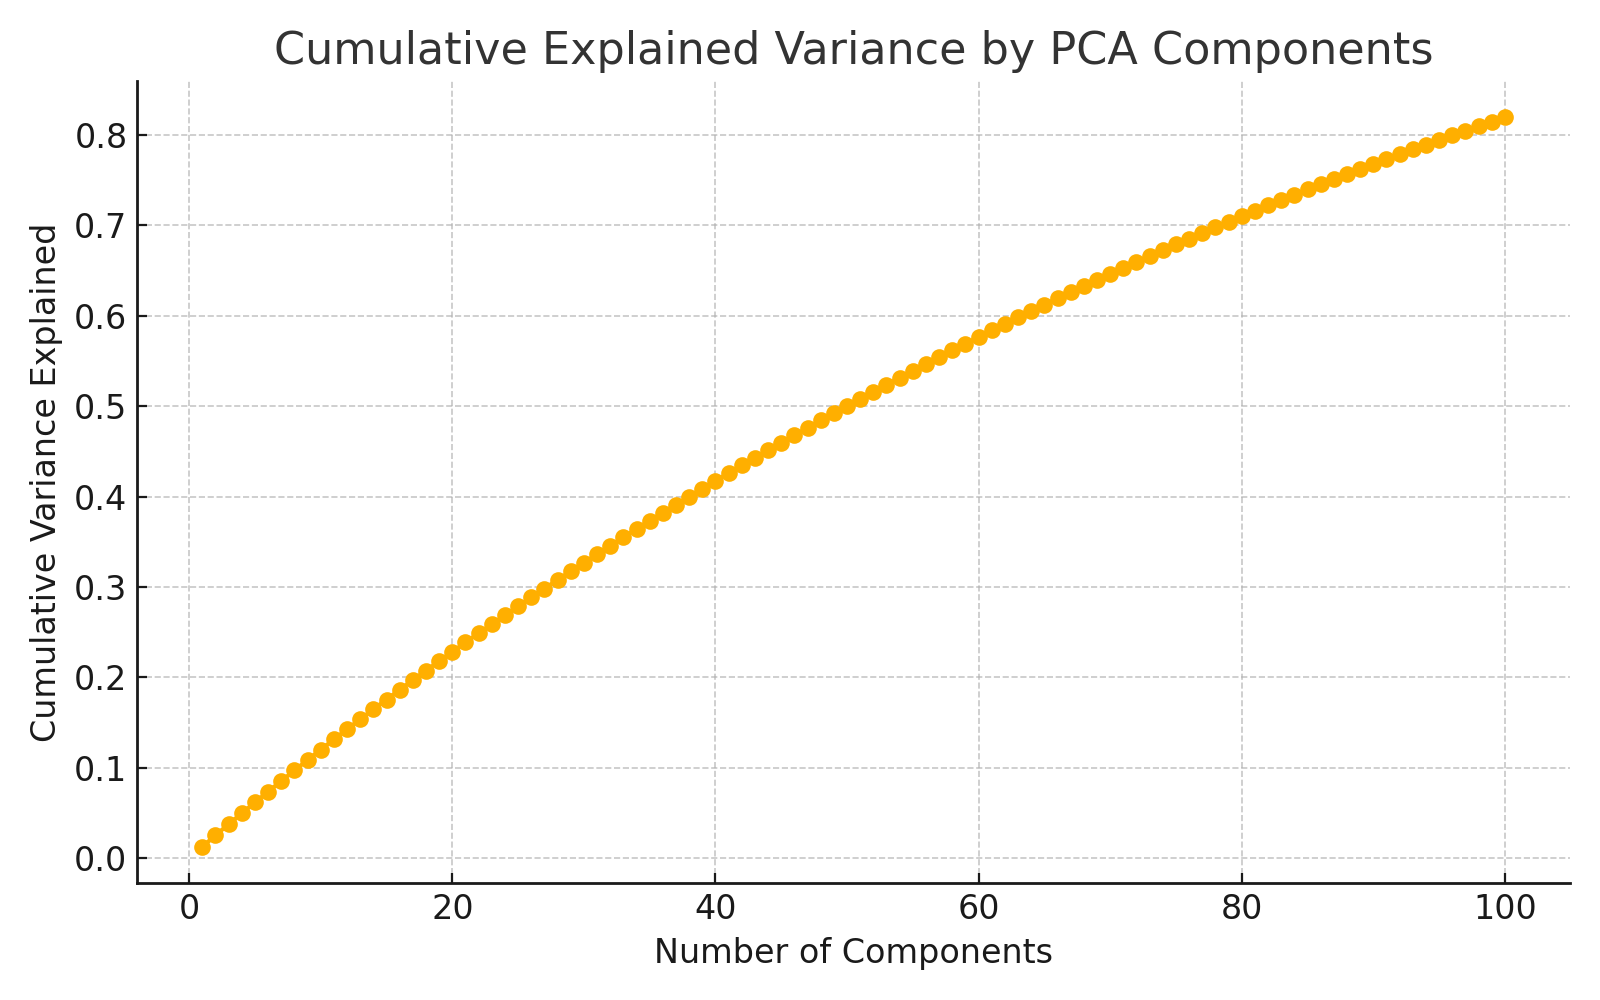 Cumulative Explained Variance by PCA Components
Cumulative Variance Explained
0.8
0.7
0.6
0.5
0.4
0.3
0.2
0.1
0.0
0 20 40 60 80 100
Number of Components